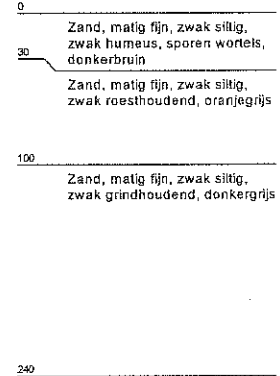 0
Zand, matig fijn, zwak siltig,
zwak humeus, sporen wortels,
donkerbruin
30
Zand, matig fijn, zwak siltig,
zwak roesthoudend, oranjegrijs
100
Zand, matig fijn, zwak siltig,
zwak grindhoudend, donkergrijs
240